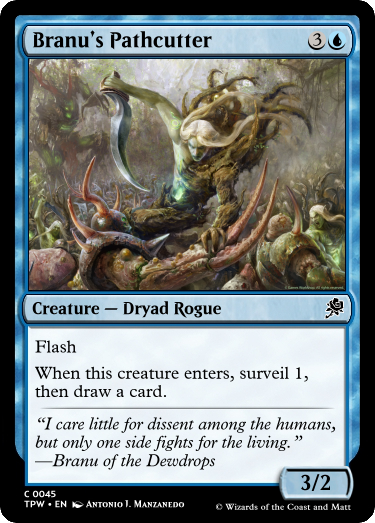 Branu's Pathcutter 3
Creature — Dryad Rogue
Flash
When this creature enters, surveil 1,
then draw a card.
“I care little for dissent among the humans,
but only one side fights for the living.”
—Branu of the Dewdrops
3/2
C 0045
TPW • EN Antonio J. Manzanedo
© Wizards of the Coast and Matt